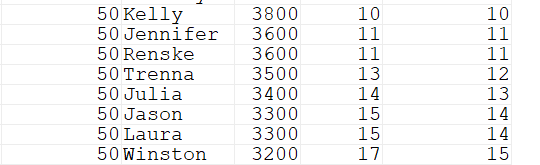 50 Kelly 3800 10 10
50 Jennifer 3600 11 11
50 Renske 3600 11 11
50 Trenna 3500 13 12
50 Julia 3400 14 13
50 Jason 3300 15 14
50 Laura 3300 15 14
50 Winston 3200 17 15